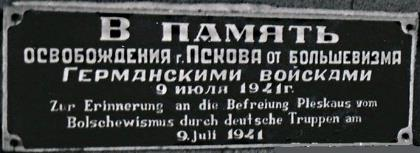 В ПАМЯТЬ
ОСВОБОЖДЕНИЯ г. ПСКОВА ОТ БОЛЬШЕВИЗМА
ГЕРМАНСКИМИ ВОЙСКАМИ
9 ИЮЛЯ 1941г.
Zur Erinnerung an die Befreiung Pleskaus vom
Bolschewismus durch deutsche Truppen am
9. Juli 1941